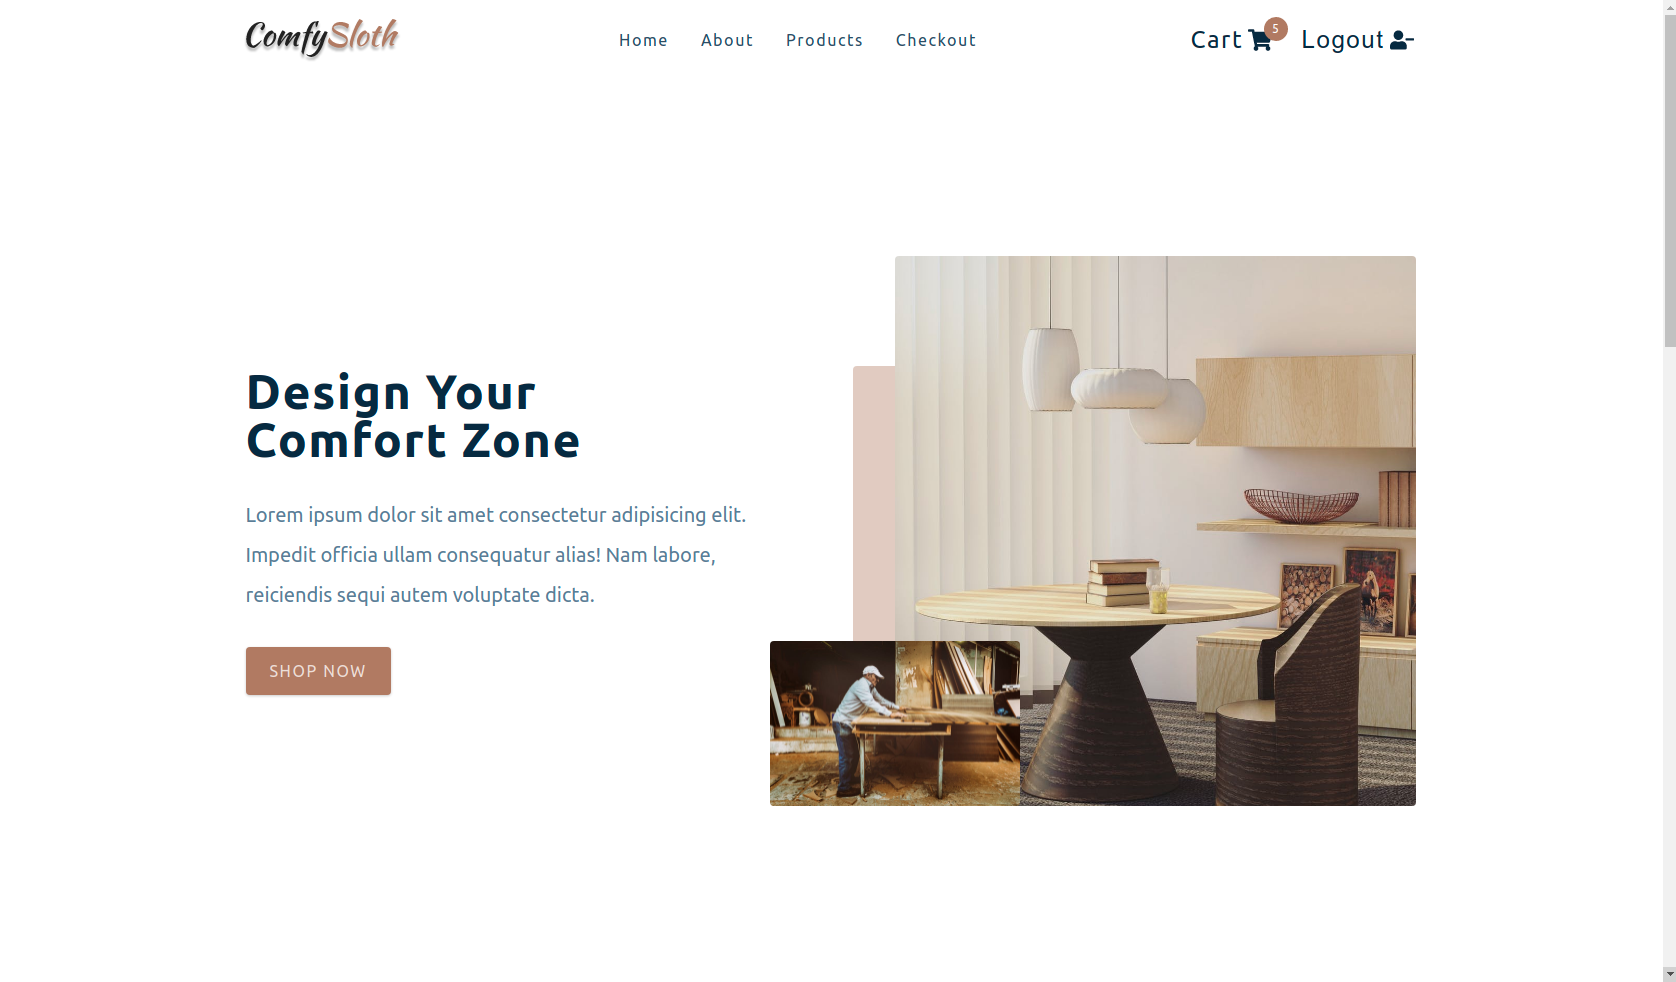 ComfySloth
Home About Products Checkout
Cart 5 Logout
Design Your
Comfort Zone
Lorem ipsum dolor sit amet consectetur adipisicing elit.
Impedit officia ullam consequatur alias! Nam labore,
reiciendis sequi autem voluptate dicta.
SHOP NOW